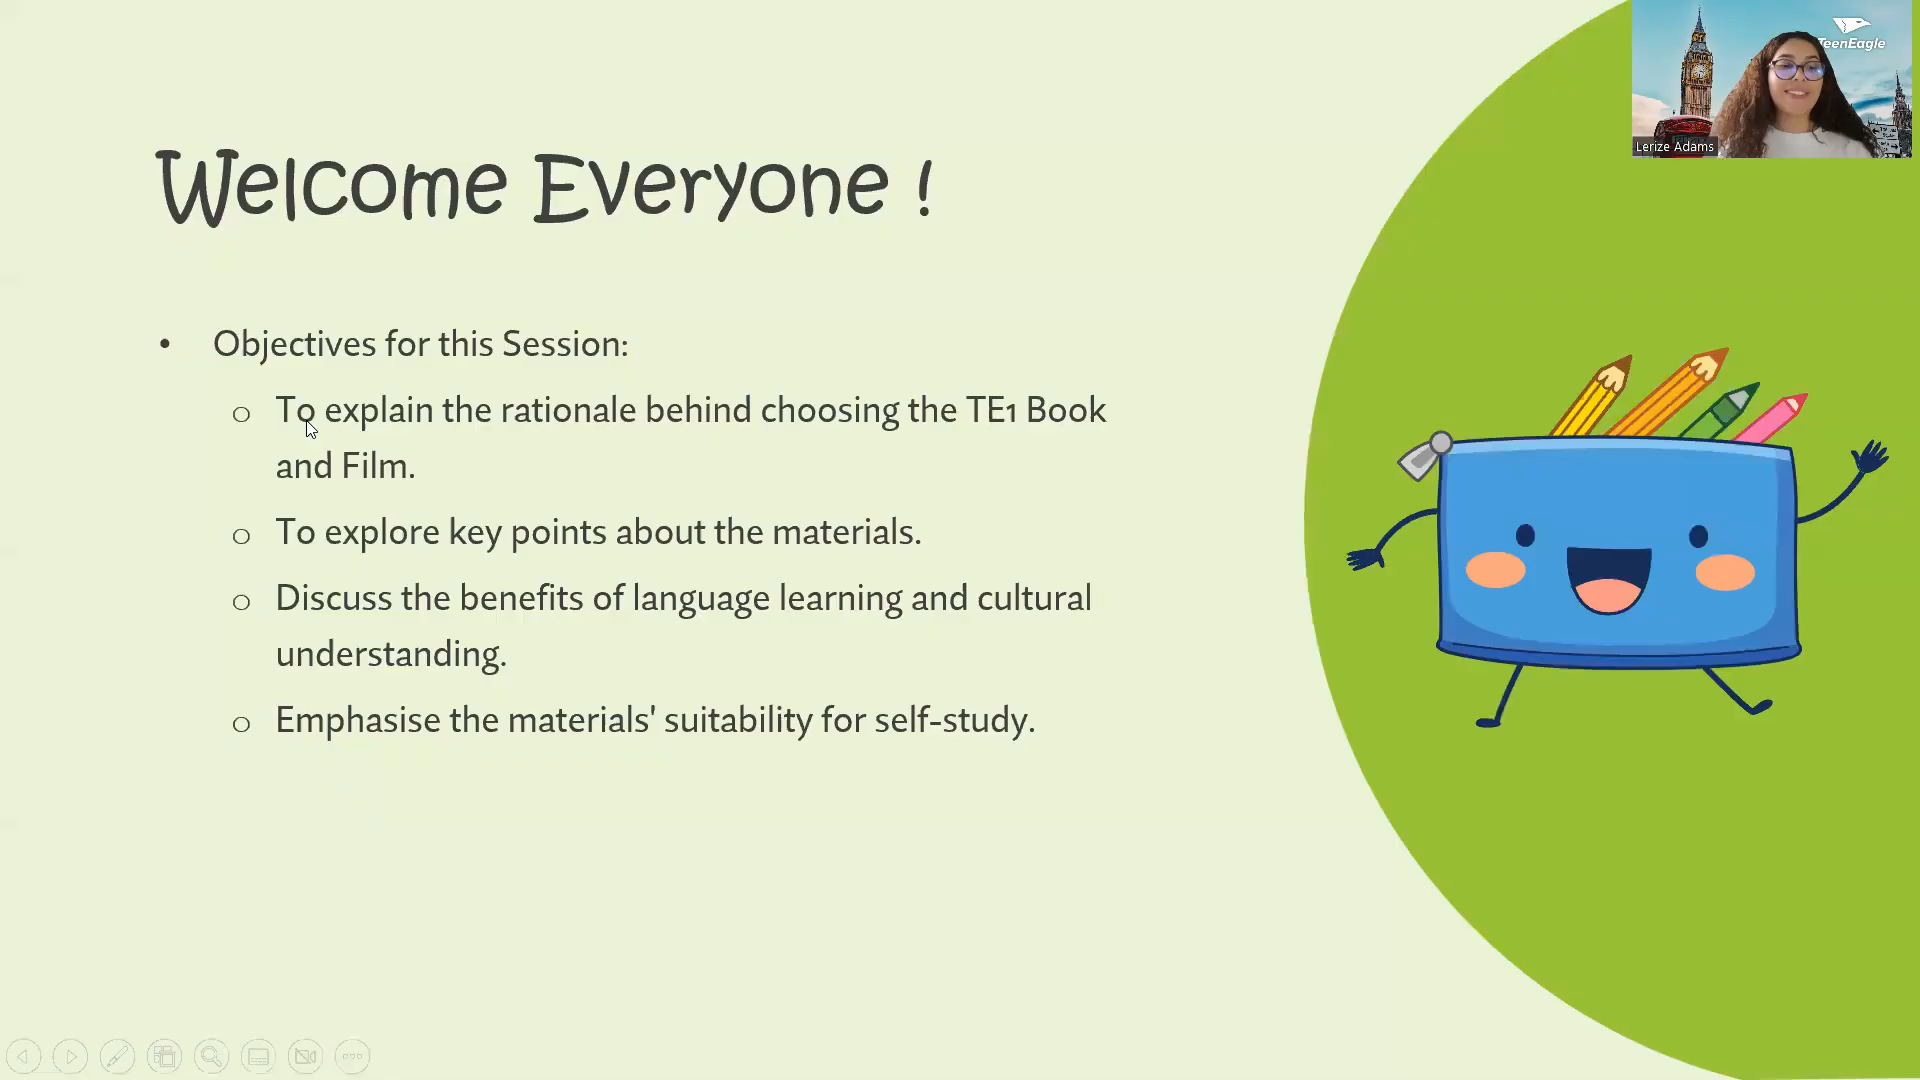 TeenEagle
Lerize Adams
Welcome Everyone !
• Objectives for this Session:
o To explain the rationale behind choosing the TE1 Book
and Film.
o To explore key points about the materials.
o Discuss the benefits of language learning and cultural
understanding.
o Emphasise the materials' suitability for self-study.